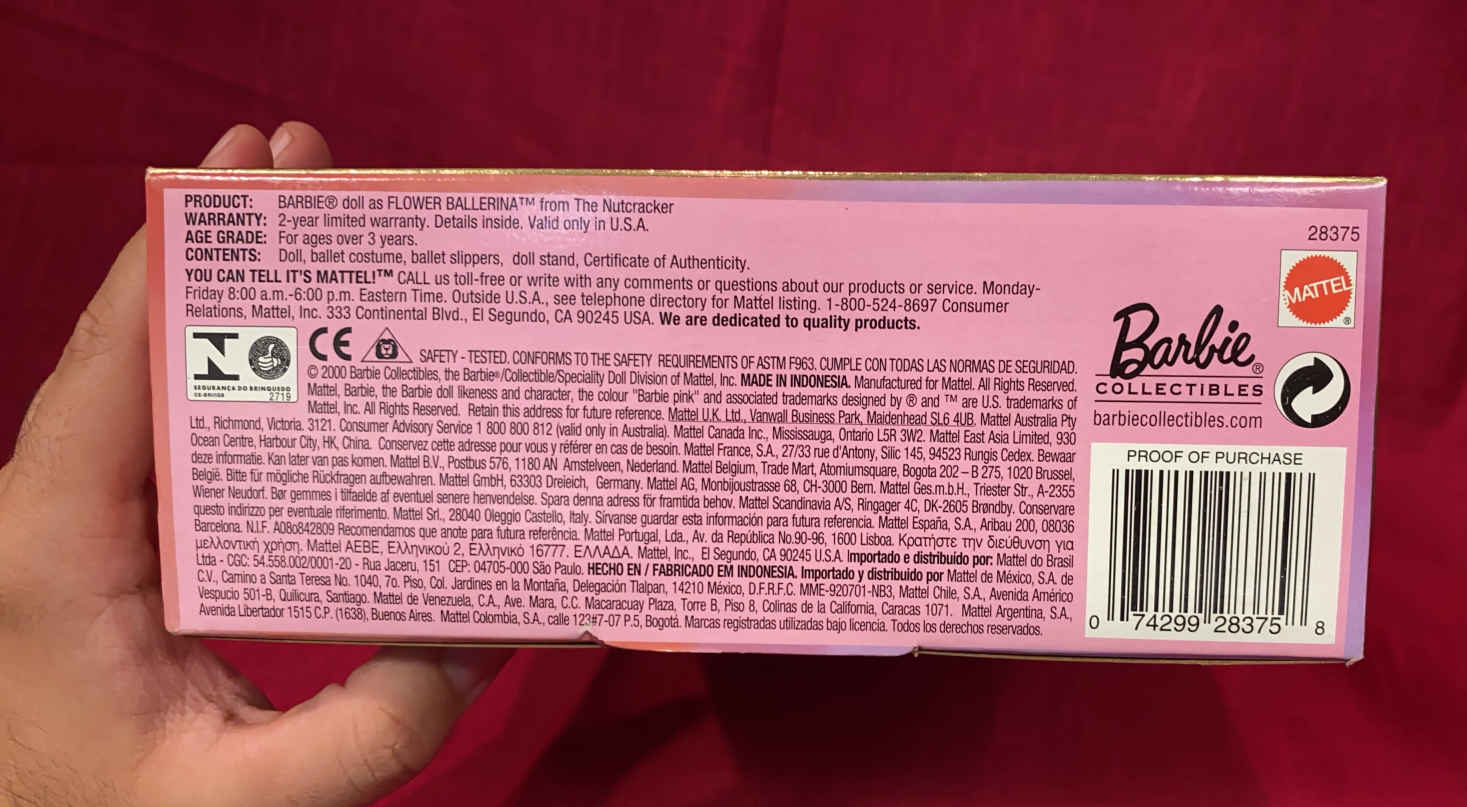 PRODUCT: BARBIE® doll as FLOWER BALLERINA™ from The Nutcracker
WARRANTY: 2-year limited warranty. Details inside. Valid only in U.S.A.
AGE GRADE: For ages over 3 years.
CONTENTS: Doll, ballet costume, ballet slippers, doll stand, Certificate of Authenticity.
YOU CAN TELL IT'S MATTEL!™ CALL us toll-free or write with any comments or questions about our products or service. Monday-
Friday 8:00 a.m.-6:00 p.m. Eastern Time. Outside U.S.A., see telephone directory for Mattel listing. 1-800-524-8697 Consumer
Relations, Mattel, Inc. 333 Continental Blvd., El Segundo, CA 90245 USA. We are dedicated to quality products.
N
SEGURANÇA DO BRINQUEDO
2719
CE
SAFETY - TESTED. CONFORMS TO THE SAFETY REQUIREMENTS OF ASTM F963. CUMPLE CON TODAS LAS NORMAS DE SEGURIDAD.
© 2000 Barbie Collectibles, the Barbie®/Collectible/Speciality Doll Division of Mattel, Inc. MADE IN INDONESIA. Manufactured for Mattel. All Rights Reserved.
Mattel, Barbie, the Barbie doll likeness and character, the colour "Barbie pink" and associated trademarks designed by ® and ™ are U.S. trademarks of
Mattel, Inc. All Rights Reserved. Retain this address for future reference. Mattel U.K. Ltd., Vanwall Business Park, Maidenhead SL6 4UB. Mattel Australia Pty
Ltd., Richmond, Victoria. 3121. Consumer Advisory Service 1 800 800 812 (valid only in Australia). Mattel Canada Inc., Mississauga, Ontario L5R 3W2. Mattel East Asia Limited, 930
Ocean Centre, Harbour City, HK, China. Conservez cette adresse pour vous y référer en cas de besoin. Mattel France, S.A., 27/33 rue d'Antony, Silic 145, 94523 Rungis Cedex. Bewaar
deze informatie. Kan later van pas komen. Mattel B.V., Postbus 576, 1180 AN Amstelveen, Nederland. Mattel Belgium, Trade Mart, Atomiumsquare, Bogota 202 – B 275, 1020 Brussel,
België. Bitte für mögliche Rückfragen aufbewahren. Mattel GmbH, 63303 Dreieich, Germany. Mattel AG, Monbijoustrasse 68, CH-3000 Bern. Mattel Ges.m.b.H., Triester Str., A-2355
Wiener Neudorf. Bør gemmes i tilfaelde af eventuel senere henvendelse. Spara denna adress för framtida behov. Mattel Scandinavia A/S, Ringager 4C, DK-2605 Brøndby. Conservare
questo indirizzo per eventuale riferimento. Mattel Srl., 28040 Oleggio Castello, Italy. Sírvanse guardar esta información para futura referencia. Mattel España, S.A., Aribau 200, 08036
Barcelona. N.I.F. A08o842809 Recomendamos que anote para futura referência. Mattel Portugal, Lda., Av. da República No.90-96, 1600 Lisboa. Κρατήστε την διεύθυνση για
μελλοντική χρήση. Mattel AEBE, Ελληνικού 2, Ελληνικό 16777. ΕΛΛΑΔΑ. Mattel, Inc., El Segundo, CA 90245 U.S.A. Importado e distribuído por: Mattel do Brasil
Ltda - CGC: 54.558.002/0001-20 - Rua Jaceru, 151 CEP: 04705-000 São Paulo. HECHO EN / FABRICADO EM INDONESIA. Importado y distribuido por Mattel de México, S.A. de
C.V., Camino a Santa Teresa No. 1040, 7o. Piso, Col. Jardines en la Montaña, Delegación Tlalpan, 14210 México, D.F.R.F.C. MME-920701-NB3, Mattel Chile, S.A., Avenida Américo
Vespucio 501-B, Quilicura, Santiago. Mattel de Venezuela, C.A., Ave. Mara, C.C. Macaracuay Plaza, Torre B, Piso 8, Colinas de la California, Caracas 1071. Mattel Argentina, S.A.,
Avenida Libertador 1515 C.P. (1638), Buenos Aires. Mattel Colombia, S.A., calle 123#7-07 P.5, Bogotá. Marcas registradas utilizadas bajo licencia. Todos los derechos reservados.
28375
MATTEL®
Barbie®
COLLECTIBLES
barbiecollectibles.com
PROOF OF PURCHASE
0 74299 28375 8